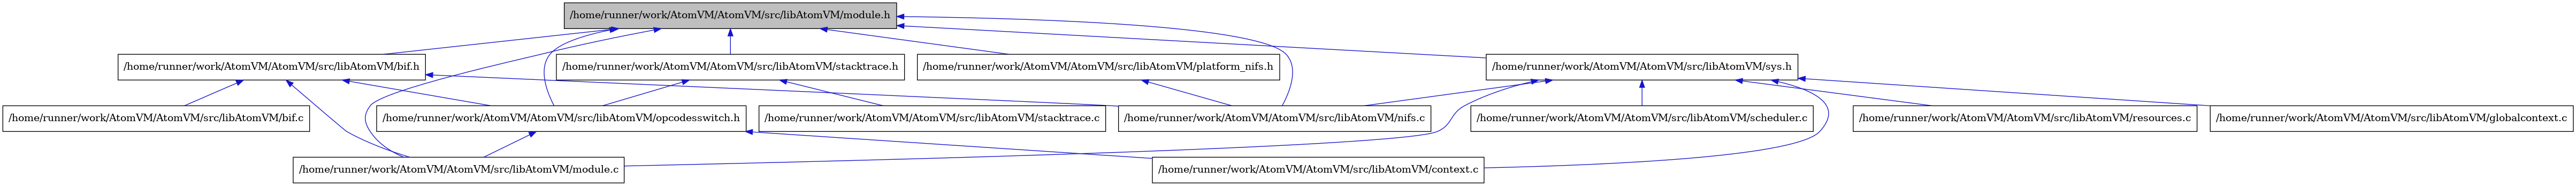 /home/runner/work/AtomVM/AtomVM/src/libAtomVM/module.h
/home/runner/work/AtomVM/AtomVM/src/libAtomVM/bif.h
/home/runner/work/AtomVM/AtomVM/src/libAtomVM/stacktrace.h
/home/runner/work/AtomVM/AtomVM/src/libAtomVM/platform_nifs.h
/home/runner/work/AtomVM/AtomVM/src/libAtomVM/sys.h
/home/runner/work/AtomVM/AtomVM/src/libAtomVM/bif.c
/home/runner/work/AtomVM/AtomVM/src/libAtomVM/opcodesswitch.h
/home/runner/work/AtomVM/AtomVM/src/libAtomVM/stacktrace.c
/home/runner/work/AtomVM/AtomVM/src/libAtomVM/nifs.c
/home/runner/work/AtomVM/AtomVM/src/libAtomVM/scheduler.c
/home/runner/work/AtomVM/AtomVM/src/libAtomVM/resources.c
/home/runner/work/AtomVM/AtomVM/src/libAtomVM/globalcontext.c
/home/runner/work/AtomVM/AtomVM/src/libAtomVM/module.c
/home/runner/work/AtomVM/AtomVM/src/libAtomVM/context.c